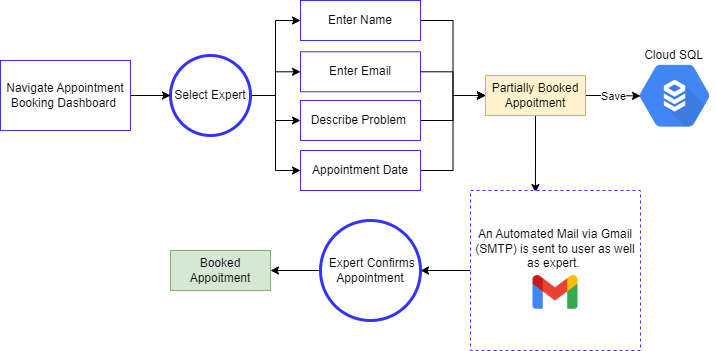 Navigate Appointment
Booking Dashboard
Select Expert
Enter Name
Enter Email
Describe Problem
Appointment Date
Partially Booked
Appoitment
Save
Cloud SQL
An Automated Mail via Gmail
(SMTP) is sent to user as well
as expert.
Expert Confirms
Appointment
Booked
Appoitment